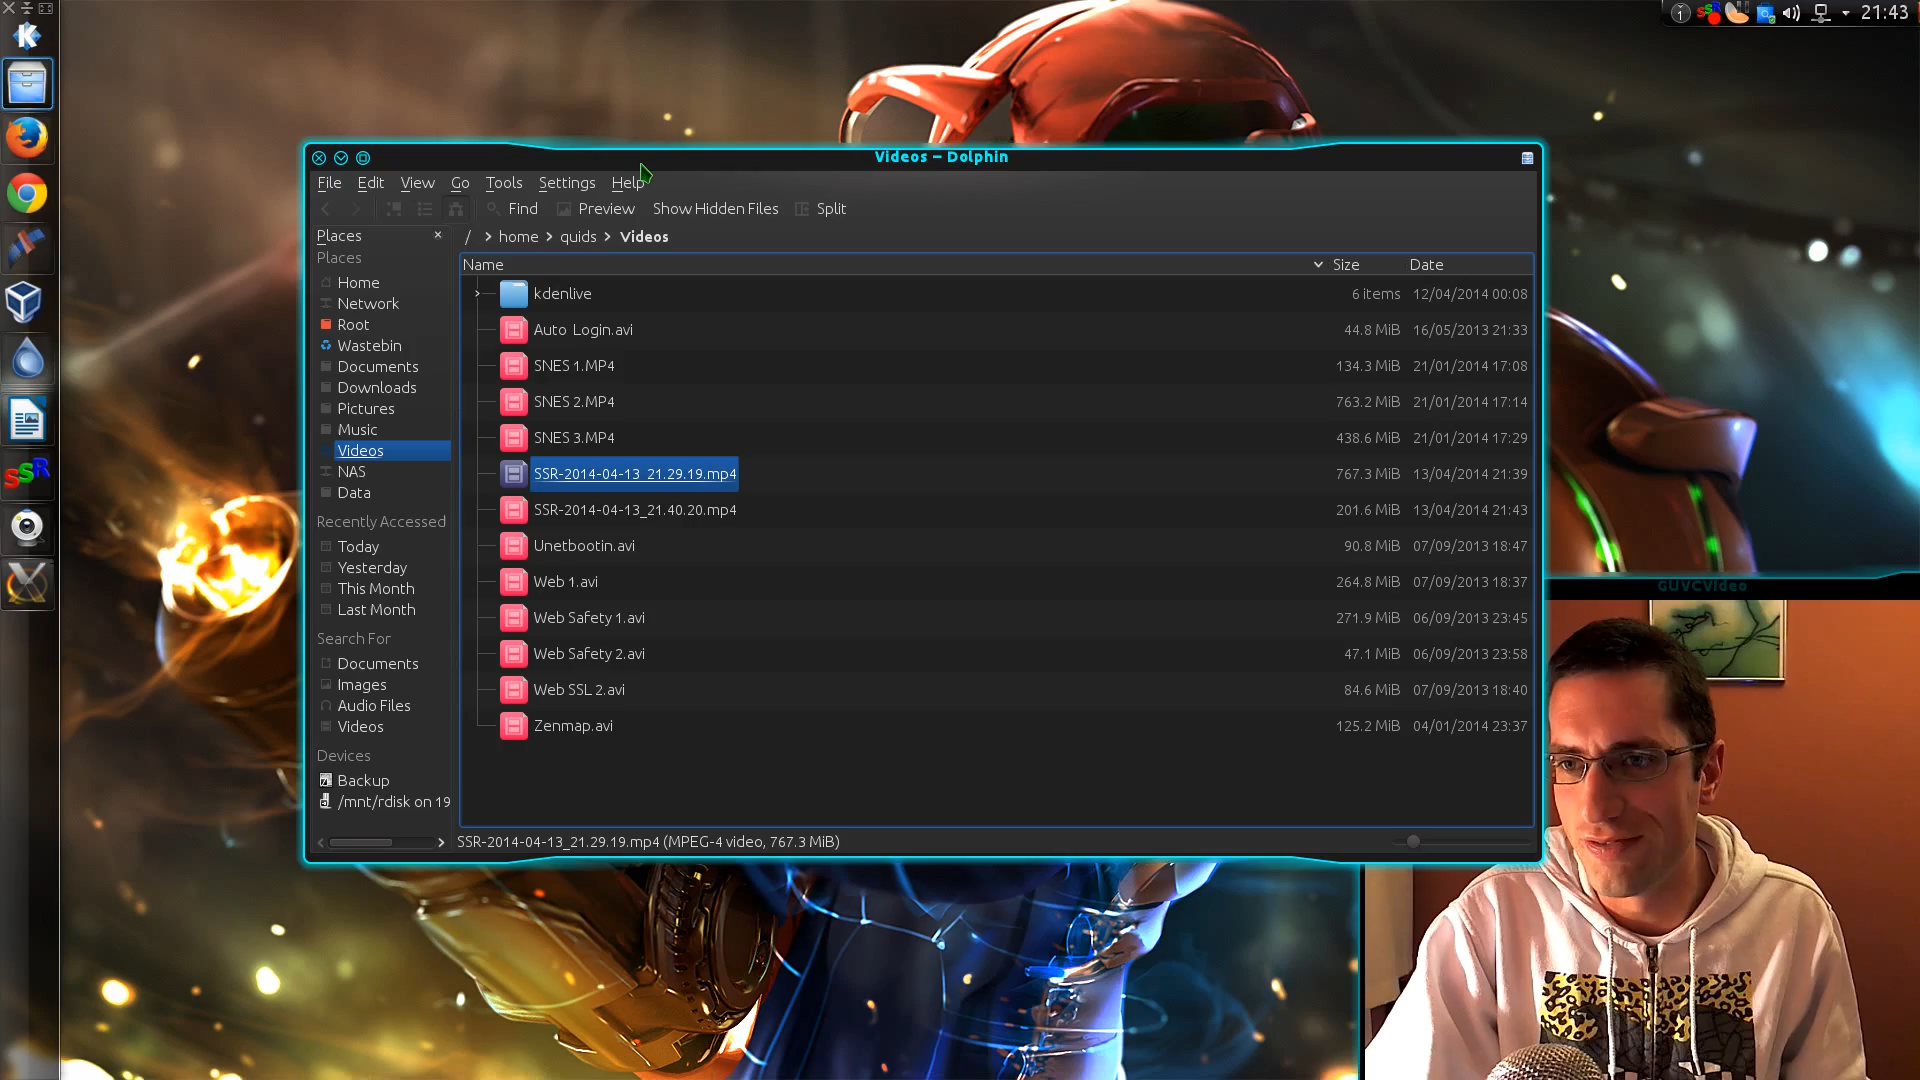 21:43
Videos – Dolphin
File Edit View Go Tools Settings Help
Find Preview Show Hidden Files Split
Places
/ > home > quids > Videos
Places
Name Size Date
Home
Network
Root
Wastebin
Documents
Downloads
Pictures
Music
Videos
NAS
Data
Recently Accessed
Today
Yesterday
This Month
Last Month
Search For
Documents
Images
Audio Files
Videos
Devices
Backup
/mnt/rdisk on 19
kdenlive 6 items 12/04/2014 00:08
Auto Login.avi 44.8 MiB 16/05/2013 21:33
SNES 1.MP4 134.3 MiB 21/01/2014 17:08
SNES 2.MP4 763.2 MiB 21/01/2014 17:14
SNES 3.MP4 438.6 MiB 21/01/2014 17:29
SSR-2014-04-13_21.29.19.mp4 767.3 MiB 13/04/2014 21:39
SSR-2014-04-13_21.40.20.mp4 201.6 MiB 13/04/2014 21:43
Unetbootin.avi 90.8 MiB 07/09/2013 18:47
Web 1.avi 264.8 MiB 07/09/2013 18:37
Web Safety 1.avi 271.9 MiB 06/09/2013 23:45
Web Safety 2.avi 47.1 MiB 06/09/2013 23:58
Web SSL 2.avi 84.6 MiB 07/09/2013 18:40
Zenmap.avi 125.2 MiB 04/01/2014 23:37
SSR-2014-04-13_21.29.19.mp4 (MPEG-4 video, 767.3 MiB)
GUVCVideo
SSR